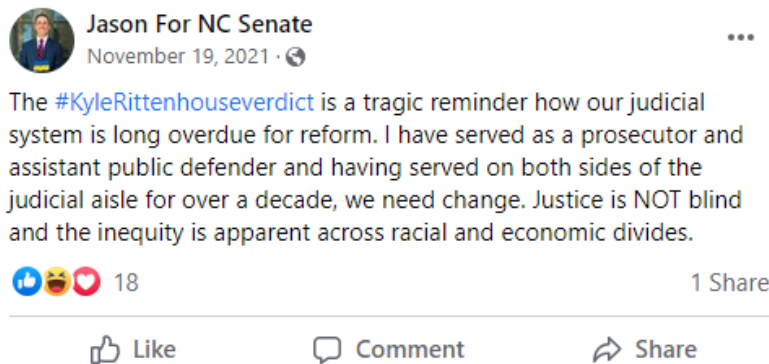 Jason For NC Senate
November 19, 2021 ·
The #KyleRittenhouseverdict is a tragic reminder how our judicial
system is long overdue for reform. I have served as a prosecutor and
assistant public defender and having served on both sides of the
judicial aisle for over a decade, we need change. Justice is NOT blind
and the inequity is apparent across racial and economic divides.
18 1 Share
Like Comment Share